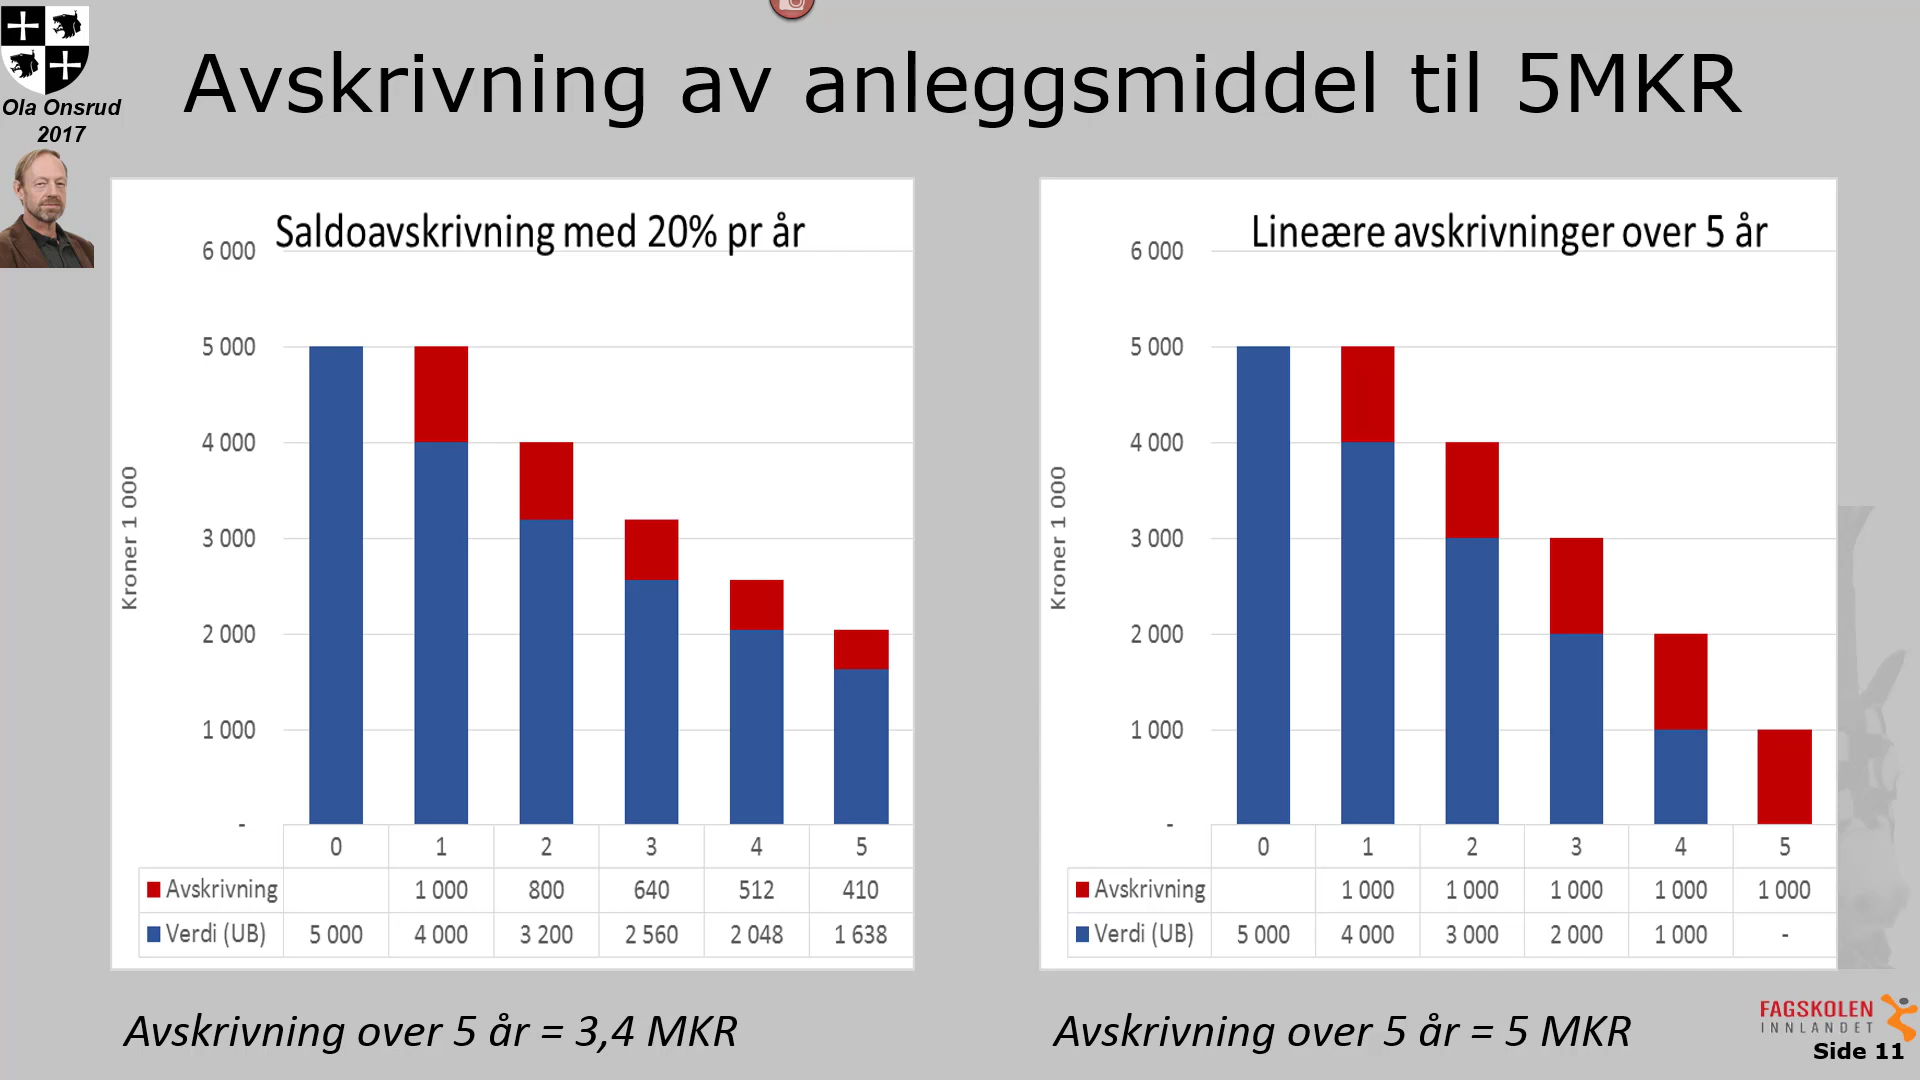 Avskrivning av anleggsmiddel til 5MKR
Ola Onsrud
2017
Saldoavskrivning med 20% pr år
6 000
5 000
4 000
3 000
2 000
1 000
-
Kroner 1 000
0 1 2 3 4 5
Avskrivning 1 000 800 640 512 410
Verdi (UB) 5 000 4 000 3 200 2 560 2 048 1 638
Avskrivning over 5 år = 3,4 MKR
Lineære avskrivninger over 5 år
6 000
5 000
4 000
3 000
2 000
1 000
-
Kroner 1 000
0 1 2 3 4 5
Avskrivning 1 000 1 000 1 000 1 000 1 000
Verdi (UB) 5 000 4 000 3 000 2 000 1 000 -
Avskrivning over 5 år = 5 MKR
FAGSKOLEN
INNLANDET
Side 11